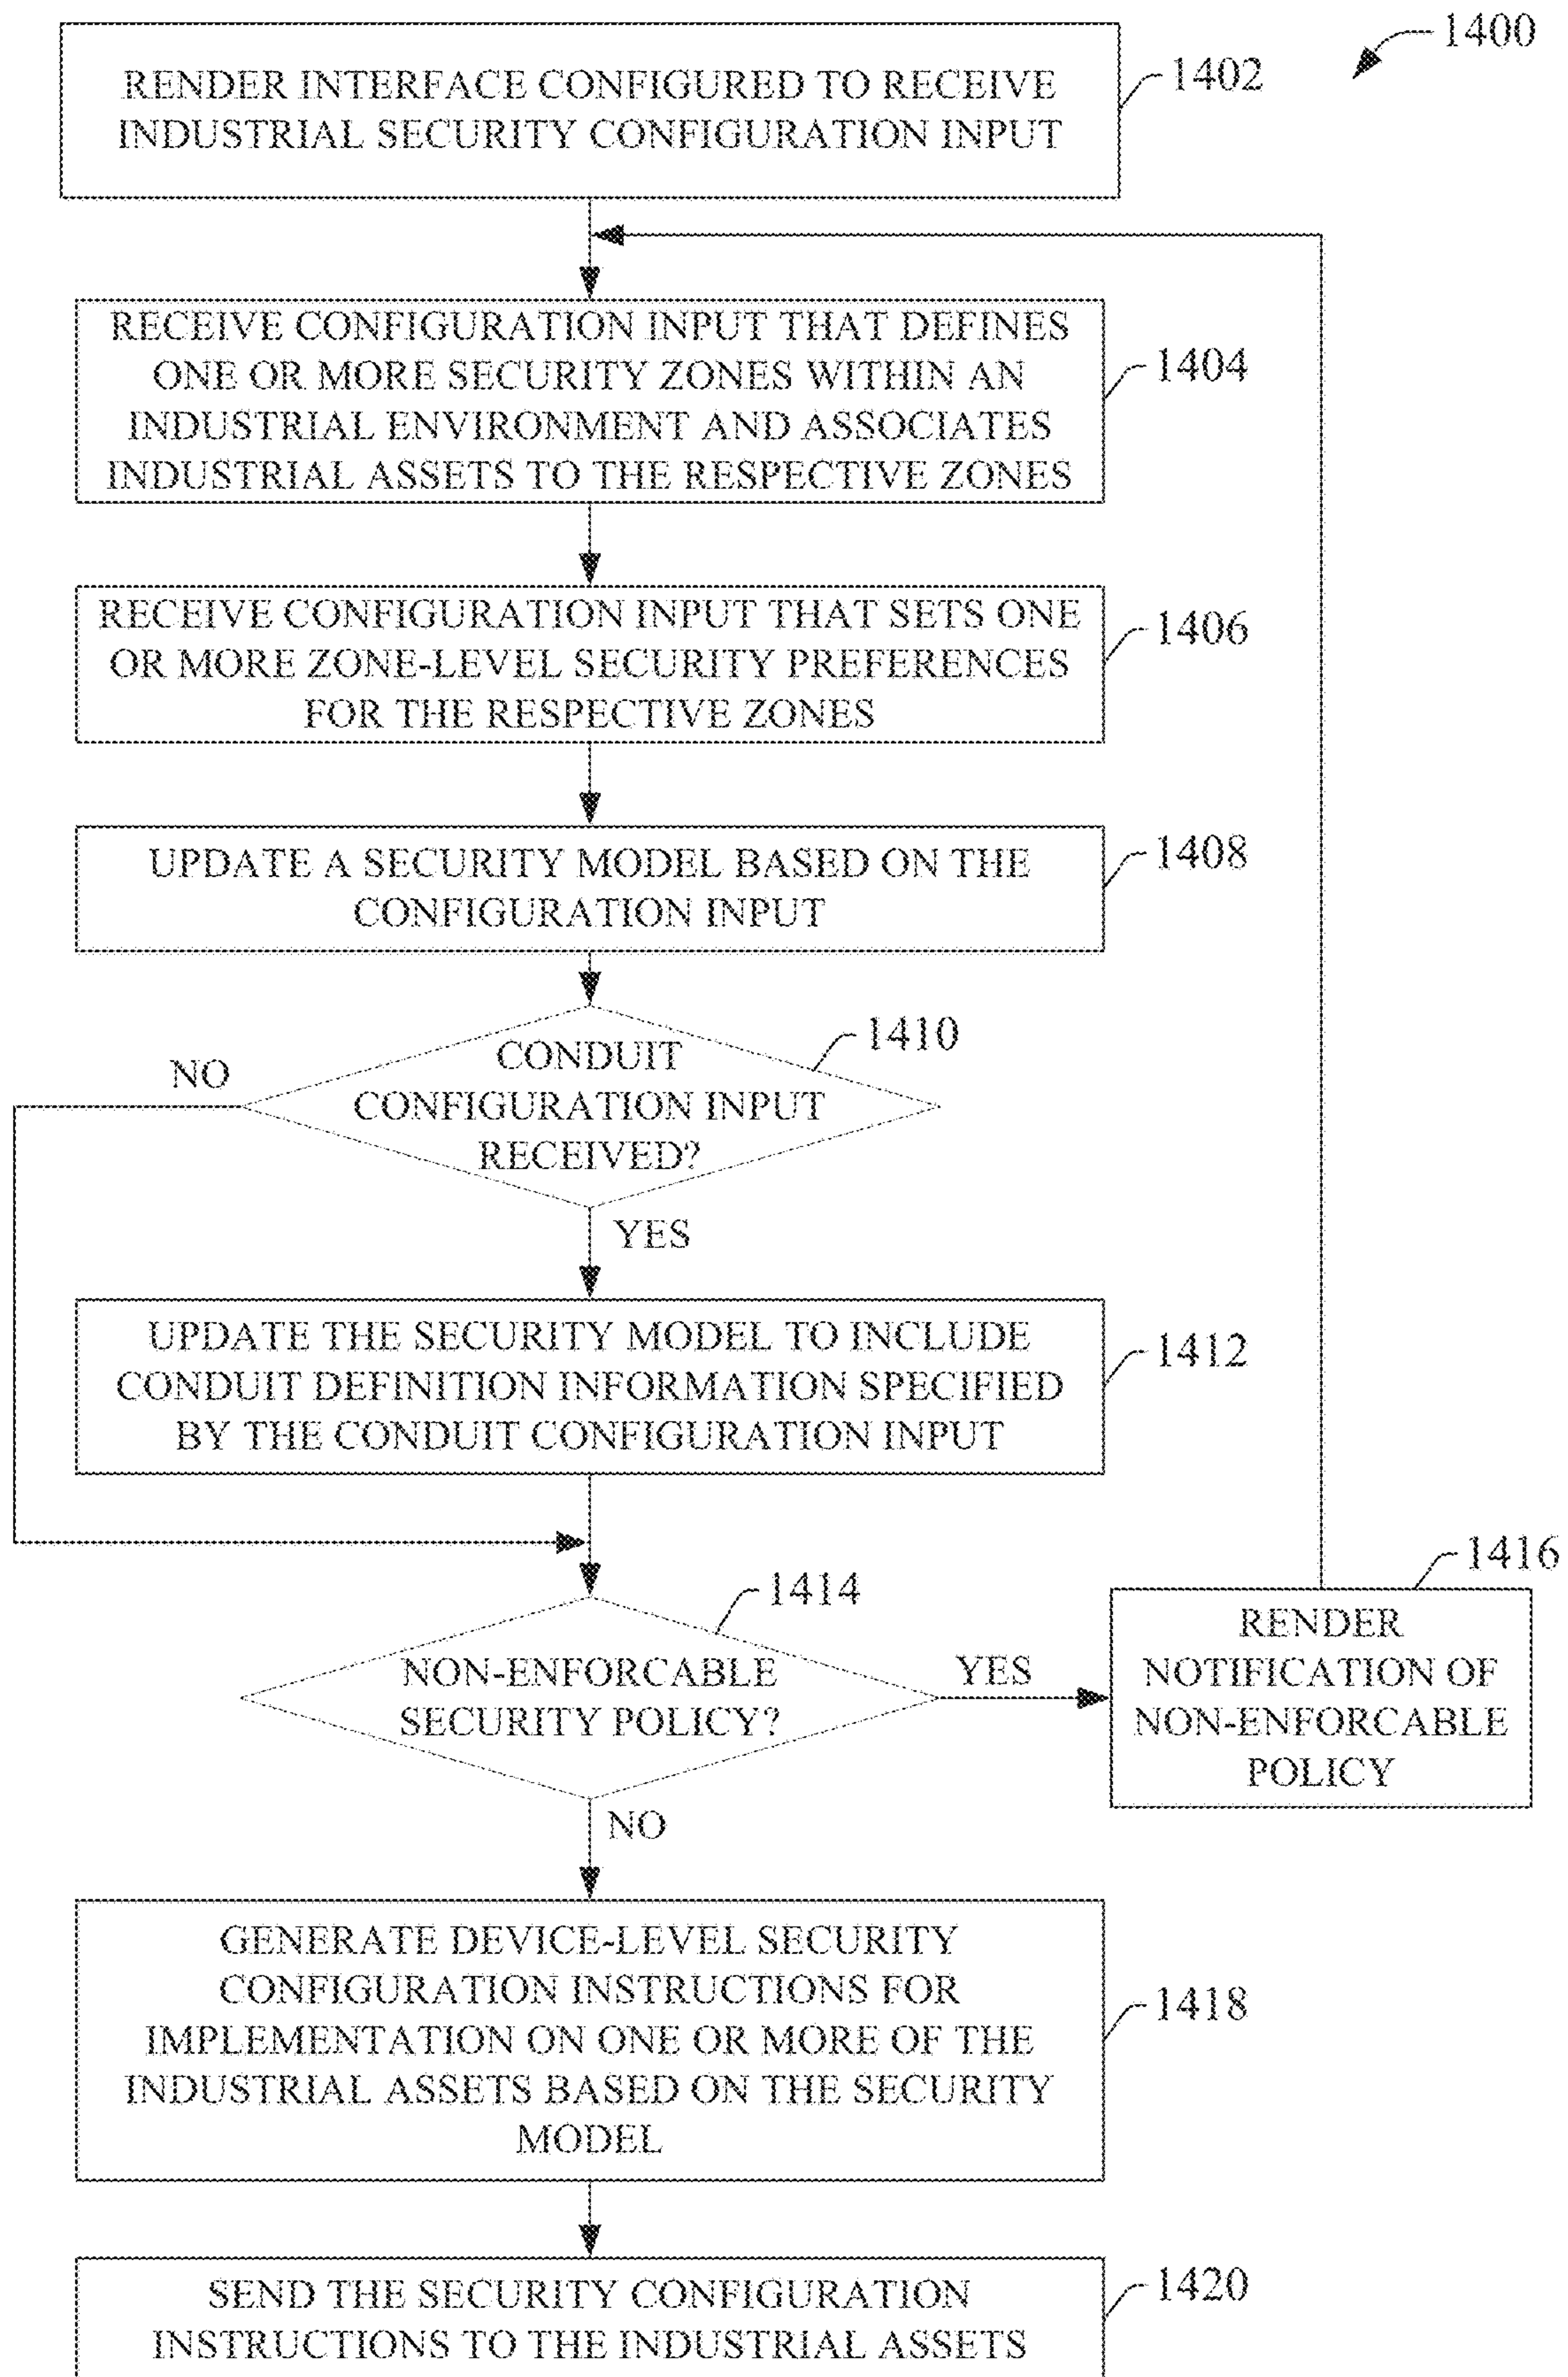 1400
RENDER INTERFACE CONFIGURED TO RECEIVE
INDUSTRIAL SECURITY CONFIGURATION INPUT
1402
RECEIVE CONFIGURATION INPUT THAT DEFINES
ONE OR MORE SECURITY ZONES WITHIN AN
INDUSTRIAL ENVIRONMENT AND ASSOCIATES
INDUSTRIAL ASSETS TO THE RESPECTIVE ZONES
1404
RECEIVE CONFIGURATION INPUT THAT SETS ONE
OR MORE ZONE-LEVEL SECURITY PREFERENCES
FOR THE RESPECTIVE ZONES
1406
UPDATE A SECURITY MODEL BASED ON THE
CONFIGURATION INPUT
1408
CONDUIT
CONFIGURATION INPUT
RECEIVED?
1410
NO
YES
UPDATE THE SECURITY MODEL TO INCLUDE
CONDUIT DEFINITION INFORMATION SPECIFIED
BY THE CONDUIT CONFIGURATION INPUT
1412
NON-ENFORCABLE
SECURITY POLICY?
1414
YES
RENDER
NOTIFICATION OF
NON-ENFORCABLE
POLICY
1416
NO
GENERATE DEVICE-LEVEL SECURITY
CONFIGURATION INSTRUCTIONS FOR
IMPLEMENTATION ON ONE OR MORE OF THE
INDUSTRIAL ASSETS BASED ON THE SECURITY
MODEL
1418
SEND THE SECURITY CONFIGURATION
INSTRUCTIONS TO THE INDUSTRIAL ASSETS
1420